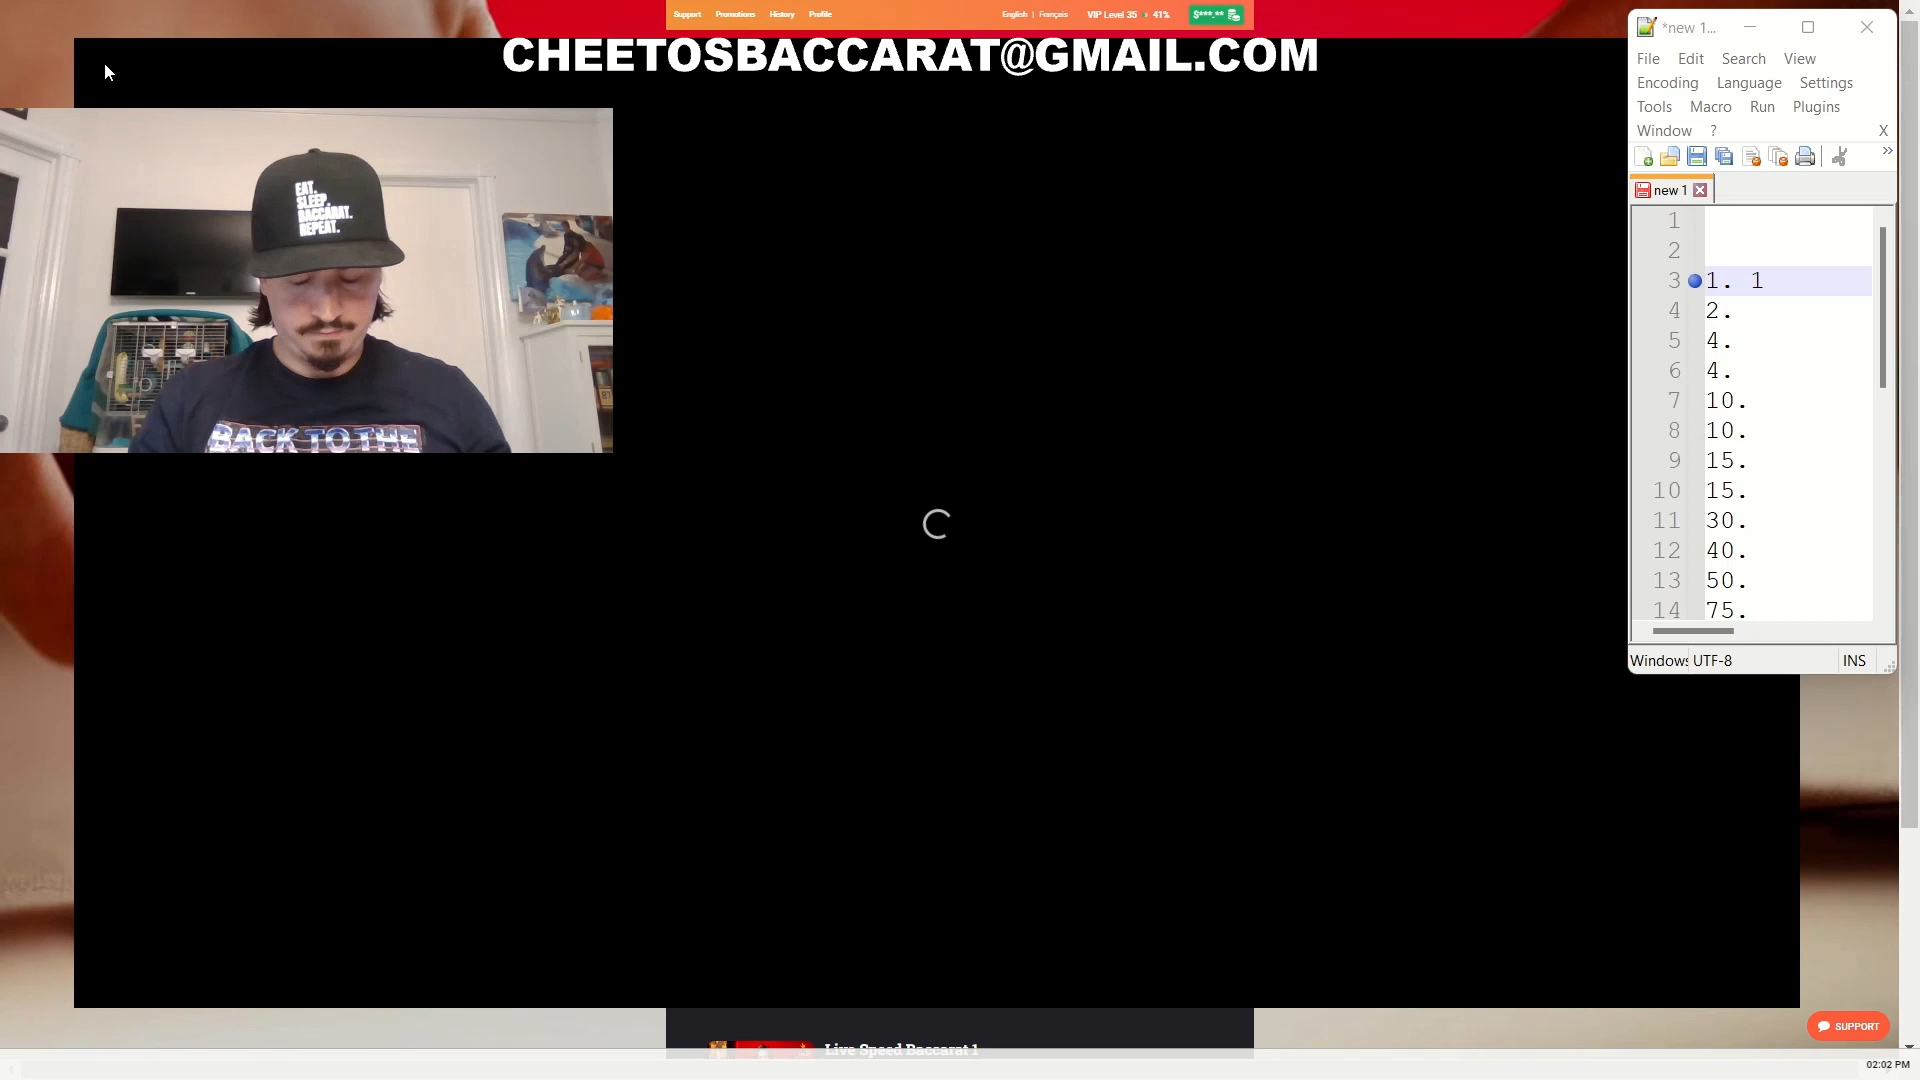 Support Promotions History Profile English | Français VIP Level 35 41% $***.**
CHEETOSBACCARAT@GMAIL.COM
EAT.
SLEEP.
BACCARAT.
REPEAT.
BACK TO THE
*new 1...
File Edit Search View
Encoding Language Settings
Tools Macro Run Plugins
Window ? X
new 1
1
2
3 1. 1
4 2.
5 4.
6 4.
7 10.
8 10.
9 15.
10 15.
11 30.
12 40.
13 50.
14 75.
Windows UTF-8 INS
SUPPORT
Live Speed Baccarat 1
02:02 PM